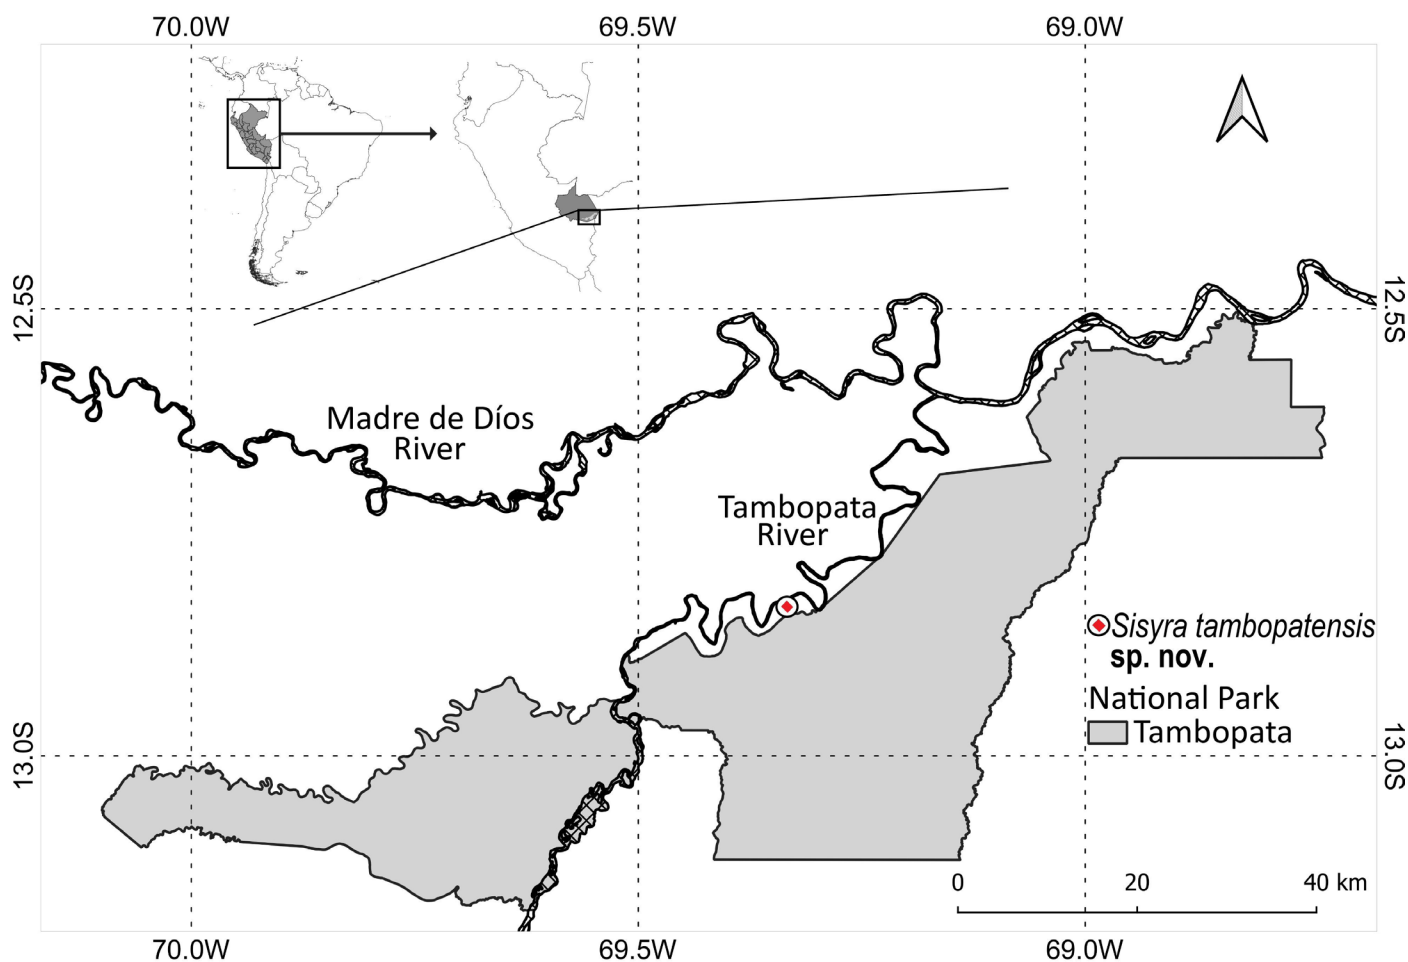 70.0W
69.5W
69.0W
12.5S
12.5S
Madre de Díos
River
Tambopata
River
Sisyra tambopatensis
sp. nov.
National Park
Tambopata
13.0S
13.0S
0
20
40 km
70.0W
69.5W
69.0W